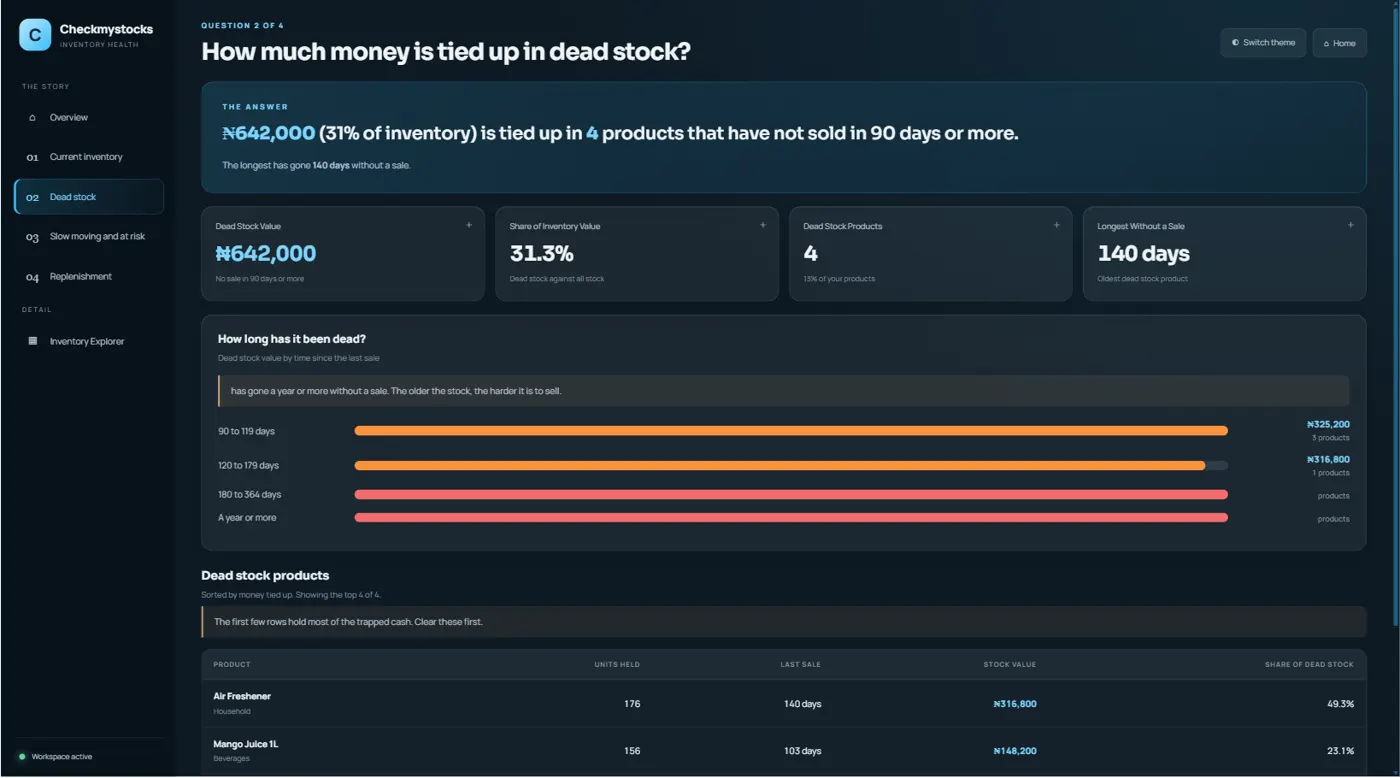 C
Checkmystocks
INVENTORY HEALTH
THE STORY
Overview
01 Current inventory
02 Dead stock
03 Slow moving and at risk
04 Replenishment
DETAIL
Inventory Explorer
Workspace active
QUESTION 2 OF 4
How much money is tied up in dead stock?
Switch theme
Home
THE ANSWER
₦642,000 (31% of inventory) is tied up in 4 products that have not sold in 90 days or more.
The longest has gone 140 days without a sale.
Dead Stock Value +
₦642,000
No sale in 90 days or more
Share of Inventory Value +
31.3%
Dead stock against all stock
Dead Stock Products +
4
13% of your products
Longest Without a Sale +
140 days
Oldest dead stock product
How long has it been dead?
Dead stock value by time since the last sale
has gone a year or more without a sale. The older the stock, the harder it is to sell.
90 to 119 days ₦325,200
3 products
120 to 179 days ₦316,800
1 products
180 to 364 days products
A year or more products
Dead stock products
Sorted by money tied up. Showing the top 4 of 4.
The first few rows hold most of the trapped cash. Clear these first.
PRODUCT UNITS HELD LAST SALE STOCK VALUE SHARE OF DEAD STOCK
Air Freshener
Household
176 140 days ₦316,800 49.3%
Mango Juice 1L
Beverages
156 103 days ₦148,200 23.1%